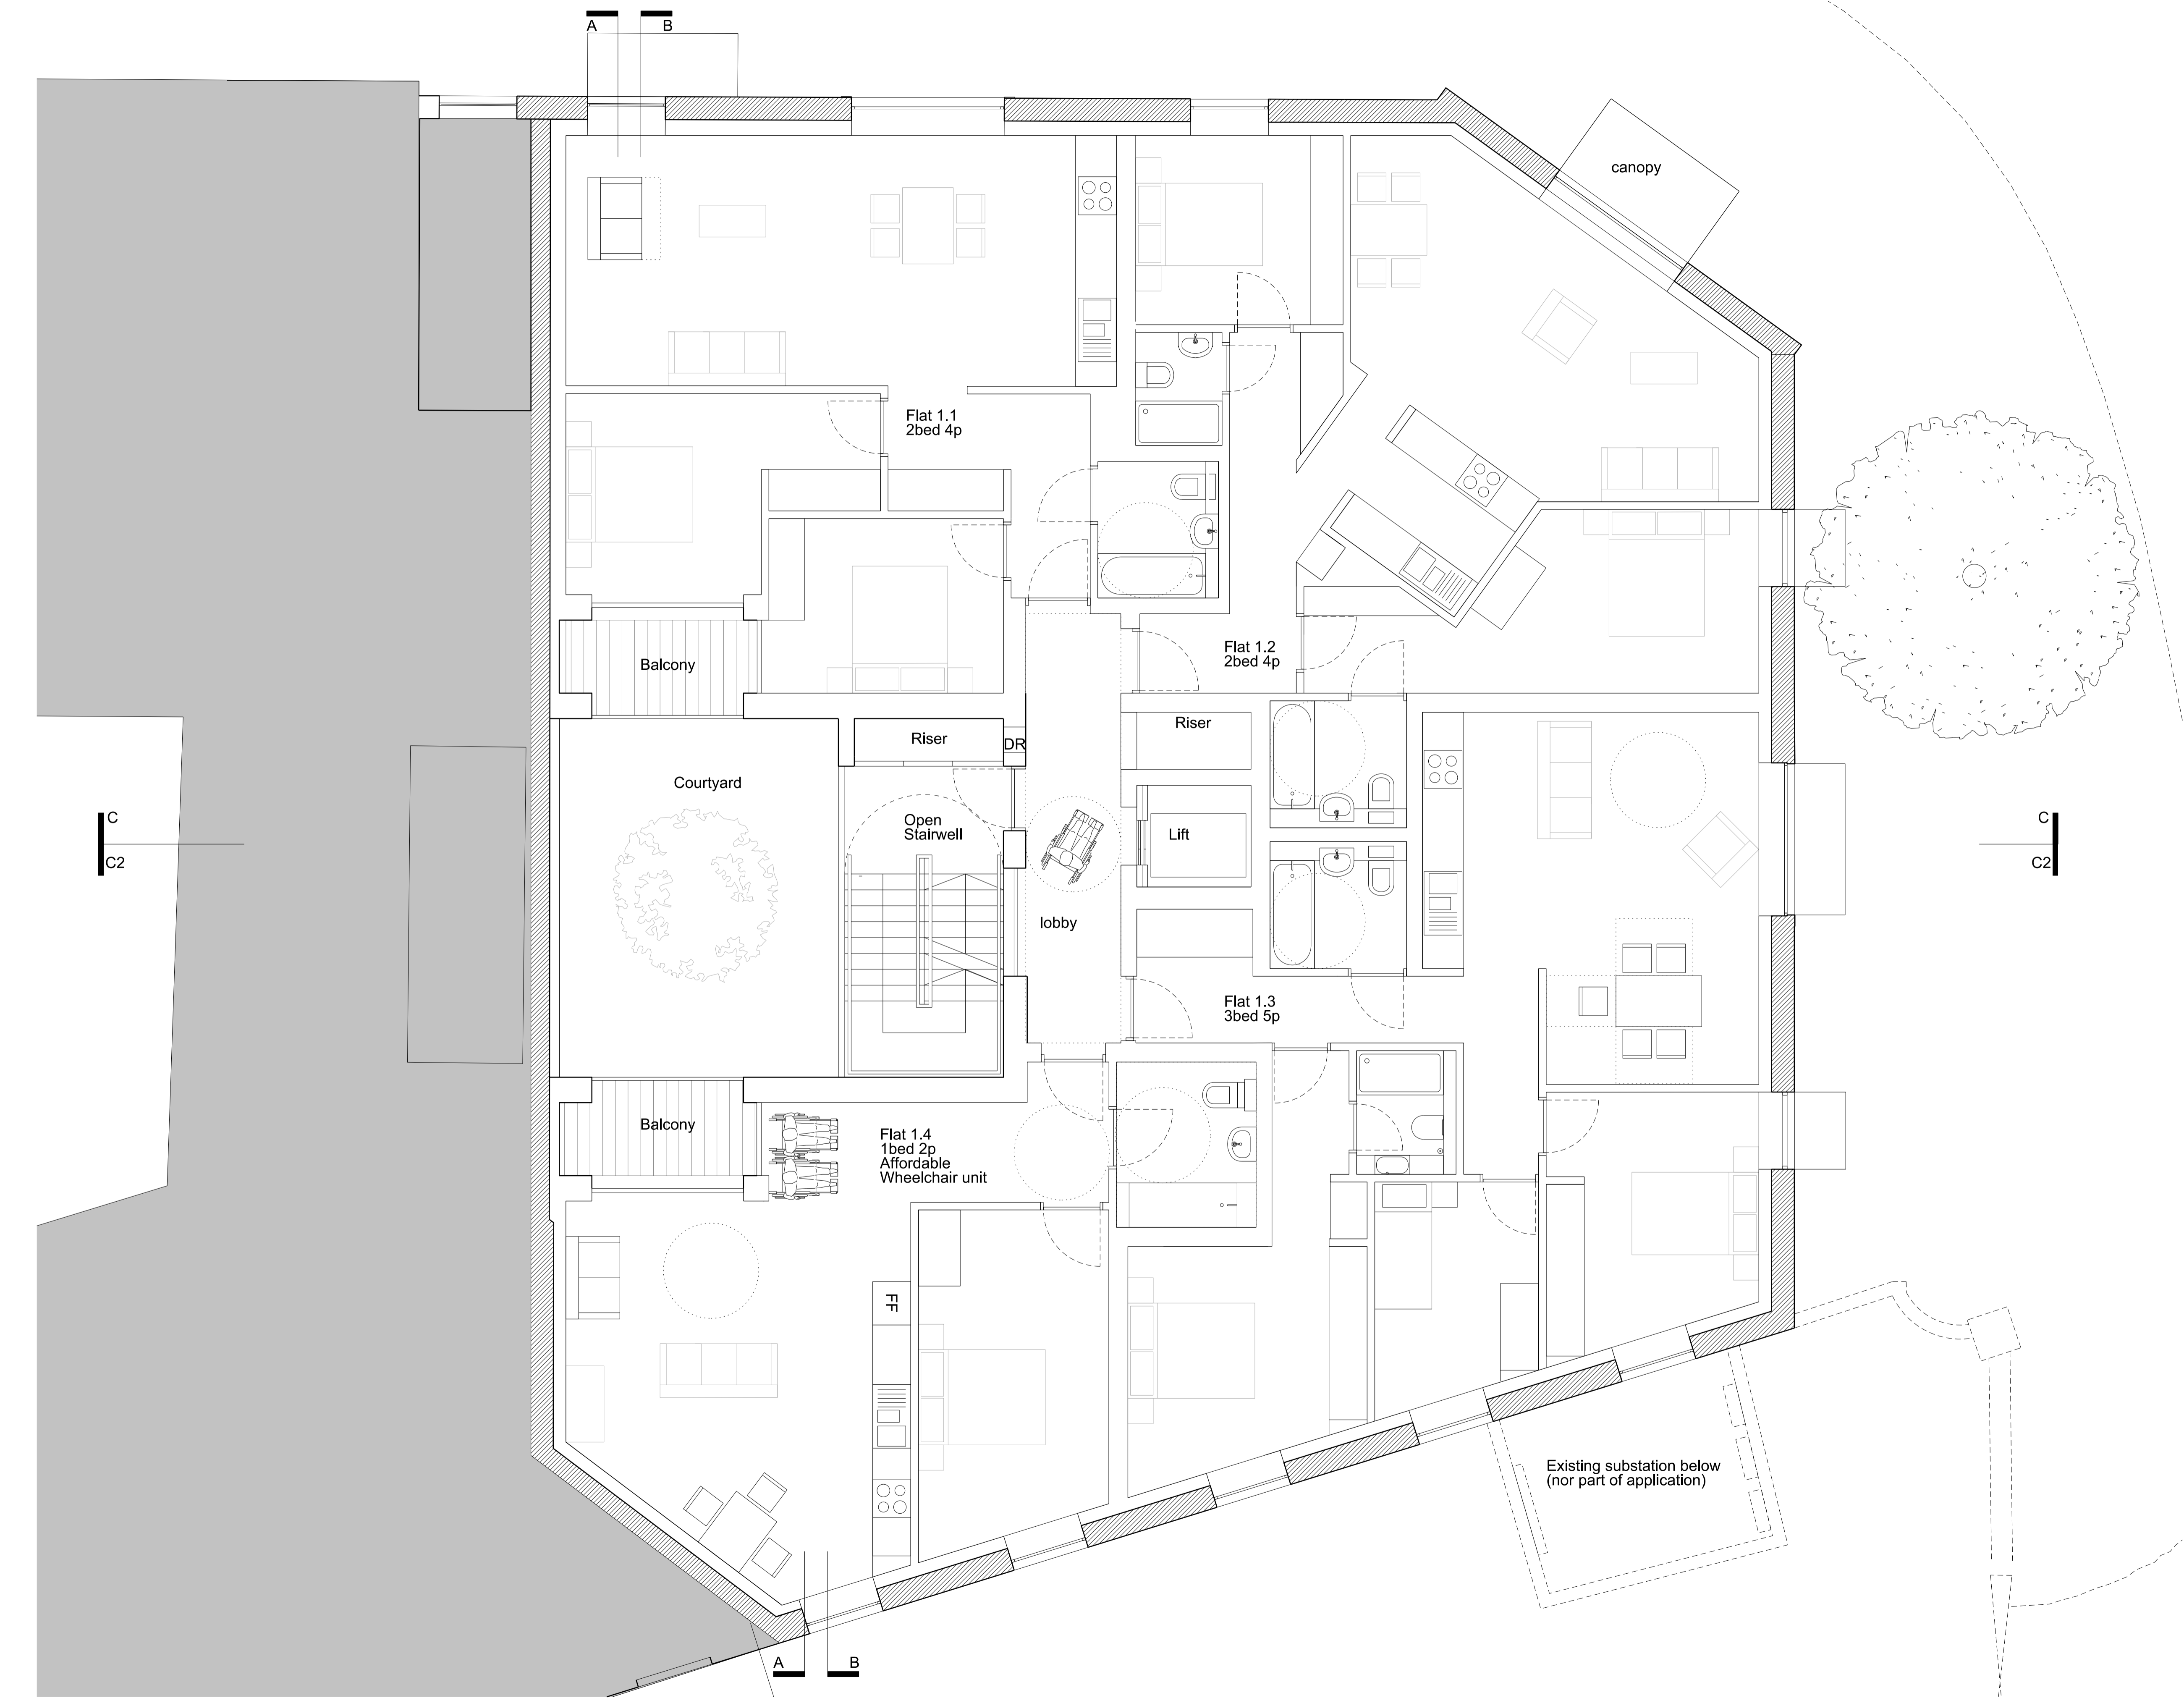 A
B
canopy
Flat 1.1
2bed 4p
Flat 1.2
2bed 4p
Balcony
Riser
Riser
DR
Courtyard
Open
Stairwell
Lift
C
C2
C
C2
lobby
Flat 1.3
3bed 5p
Balcony
Flat 1.4
1bed 2p
Affordable
Wheelchair unit
FF
Existing substation below
(nor part of application)
A
B